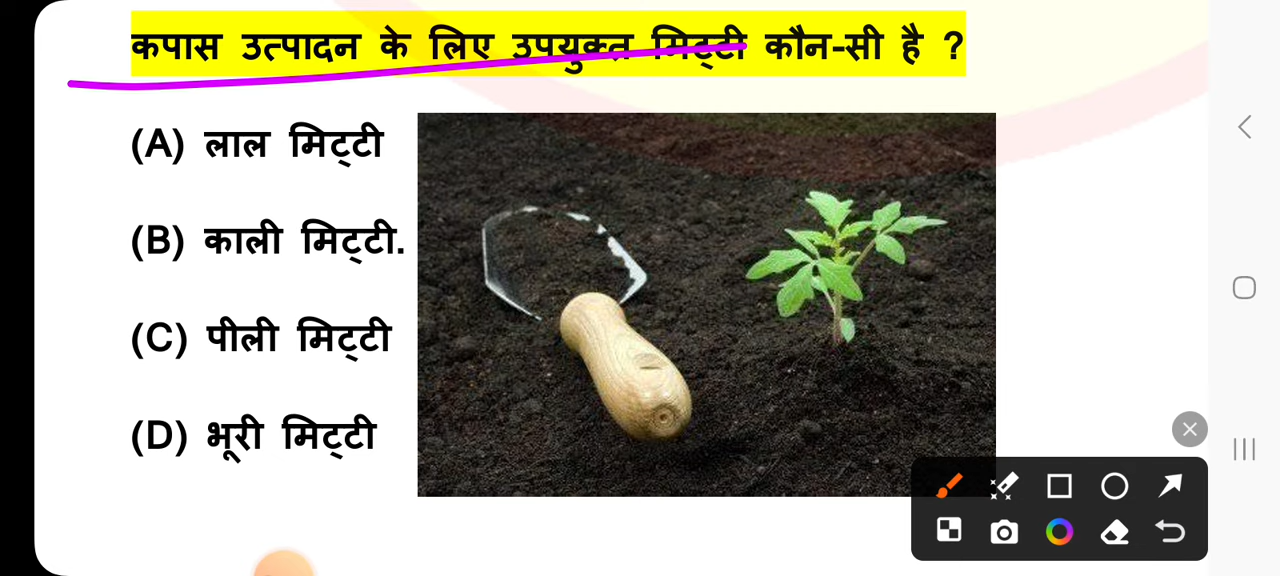 कपास उत्पादन के लिए उपयुक्त मिट्टी कौन-सी है ?
(A) लाल मिट्टी
(B) काली मिट्टी.
(C) पीली मिट्टी
(D) भूरी मिट्टी